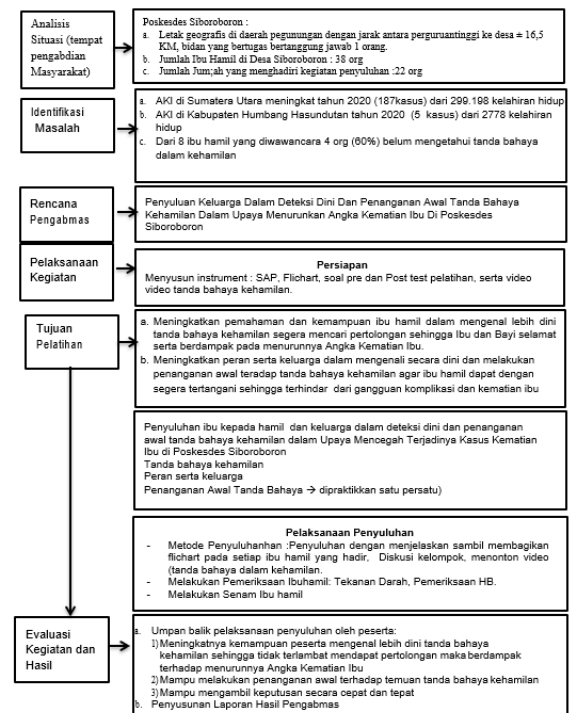 Analisis
Situasi (tempat
pengabdian
Masyarakat)
Poskesdes Siboroboron :
a. Letak geografis di daerah pegunungan dengan jarak antara perguruantinggi ke desa ± 16,5
KM, bidan yang bertugas bertanggung jawab 1 orang.
b. Jumlah Ibu Hamil di Desa Siboroboron : 38 org
c. Jumlah Jum;ah yang menghadiri kegiatan penyuluhan :22 org
Identifikasi
Masalah
a. AKI di Sumatera Utara meningkat tahun 2020 (187kasus) dari 299.198 kelahiran hidup
b. AKI di Kabupaten Humbang Hasundutan tahun 2020 (5 kasus) dari 2778 kelahiran
hidup
c. Dari 8 ibu hamil yang diwawancara 4 org (60%) belum mengetahui tanda bahaya
dalam kehamilan
Rencana
Pengabmas
Penyuluan Keluarga Dalam Deteksi Dini Dan Penanganan Awal Tanda Bahaya
Kehamilan Dalam Upaya Menurunkan Angka Kematian Ibu Di Poskesdes
Siboroboron
Pelaksanaan
Kegiatan
Persiapan
Menyusun instrument : SAP, Flichart, soal pre dan Post test pelatihan, serta video
video tanda bahaya kehamilan.
Tujuan
Pelatihan
a. Meningkatkan pemahaman dan kemampuan ibu hamil dalam mengenal lebih dini
tanda bahaya kehamilan segera mencari pertolongan sehingga Ibu dan Bayi selamat
serta berdampak pada menurunnya Angka Kematian Ibu.
b. Meningkatkan peran serta keluarga dalam mengenali secara dini dan melakukan
penanganan awal teradap tanda bahaya kehamilan agar ibu hamil dapat dengan
segera tertangani sehingga terhindar dari gangguan komplikasi dan kematian ibu
Penyuluhan ibu kepada hamil dan keluarga dalam deteksi dini dan penanganan
awal tanda bahaya kehamilan dalam Upaya Mencegah Terjadinya Kasus Kematian
Ibu di Poskesdes Siboroboron
Tanda bahaya kehamilan
Peran serta keluarga
Penanganan Awal Tanda Bahaya → dipraktikkan satu persatu)
Pelaksanaan Penyuluhan
- Metode Penyuluhanhan :Penyuluhan dengan menjelaskan sambil membagikan
flichart pada setiap ibu hamil yang hadir, Diskusi kelompok, menonton video
(tanda bahaya dalam kehamilan.
- Melakukan Pemeriksaan Ibuhamil: Tekanan Darah, Pemeriksaan HB.
- Melakukan Senam Ibu hamil
Evaluasi
Kegiatan dan
Hasil
a. Umpan balik pelaksanaan penyuluhan oleh peserta:
1)Meningkatnya kemampuan peserta mengenal lebih dini tanda bahaya
kehamilan sehingga tidak terlambat mendapat pertolongan maka berdampak
terhadap menurunnya Angka Kematian Ibu
2)Mampu melakukan penanganan awal terhadap temuan tanda bahaya kehamilan
3)Mampu mengambil keputusan secara cepat dan tepat
b. Penyusunan Laporan Hasil Pengabmas